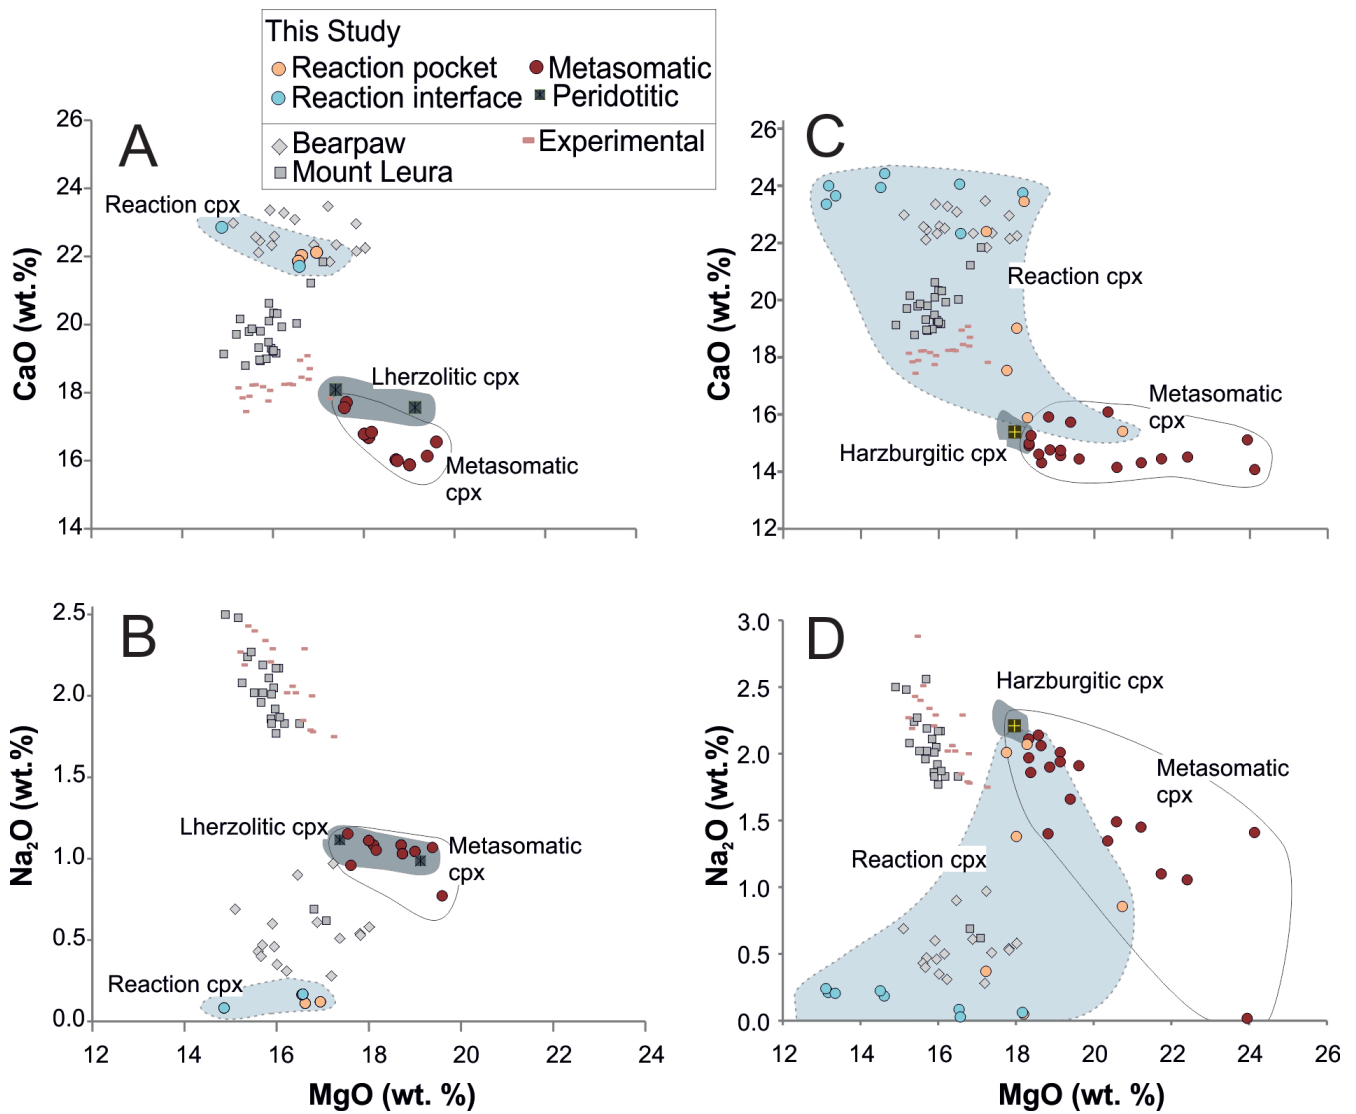 This Study
Reaction pocket
Metasomatic
Reaction interface
Peridotitic
Bearpaw
Experimental
Mount Leura
A
26
24
22
20
18
16
14
CaO (wt.%)
Reaction cpx
Lherzolitic cpx
Metasomatic
cpx
C
26
24
22
20
18
16
14
12
CaO (wt.%)
Reaction cpx
Metasomatic
cpx
Harzburgitic cpx
B
2.5
2.0
1.5
1.0
0.5
0.0
Na2O (wt.%)
Lherzolitic cpx
Metasomatic
cpx
Reaction cpx
12 14 16 18 20 22 24
MgO (wt. %)
D
3.0
2.5
2.0
1.5
1.0
0.5
0.0
Na2O (wt.%)
Harzburgitic cpx
Metasomatic
cpx
Reaction cpx
12 14 16 18 20 22 24 26
MgO (wt. %)